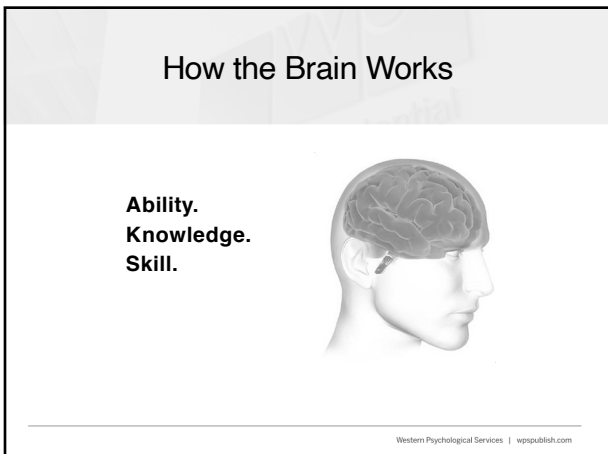 How the Brain Works
Ability.
Knowledge.
Skill.
Western Psychological Services | wpspublish.com